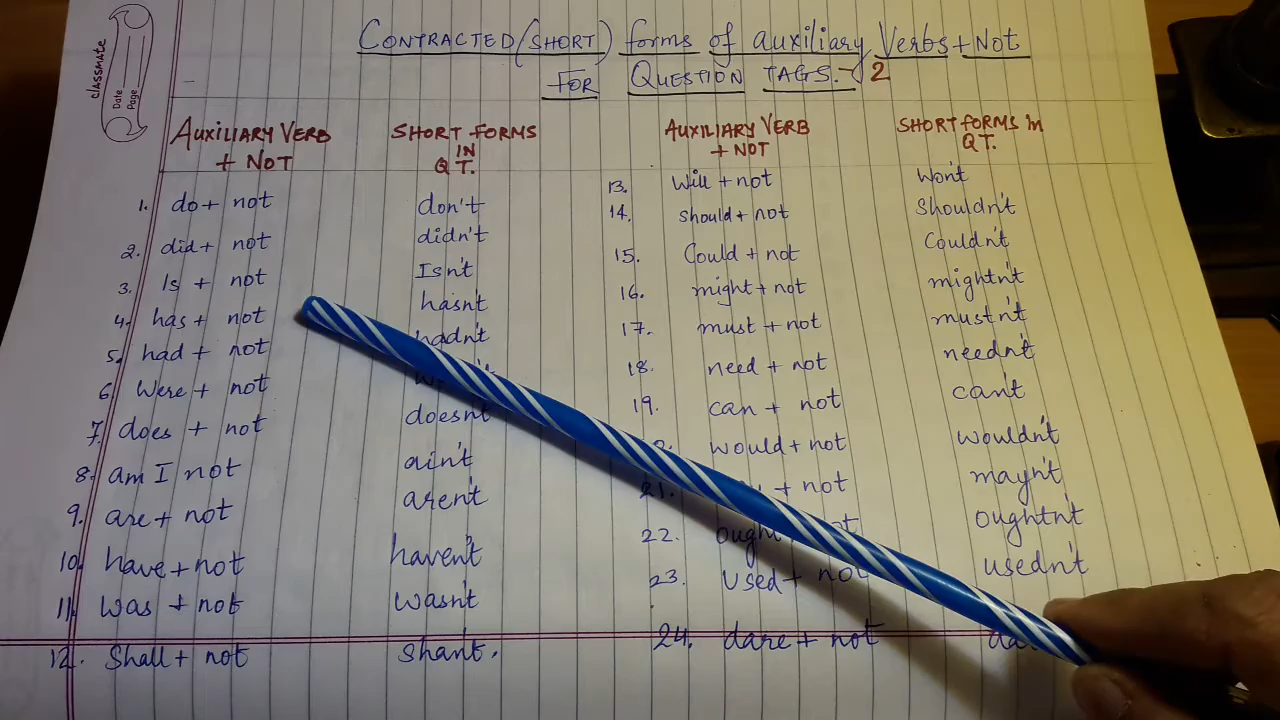 classmate
Date
Page
CONTRACTED (SHORT) forms of auxiliary Verbs + Not
FOR QUESTION TAGS. - 2
AUXILIARY VERB + NOT
SHORT FORMS IN Q T.
AUXILIARY VERB + NOT
SHORT FORMS in Q T.
1. do + not don't
2. did + not didn't
3. Is + not Isn't
4. has + not hasn't
5. had + not hadn't
6. Were + not
7. does + not doesn't
8. am I not ain't
9. are + not aren't
10. have + not haven't
11. was + not wasn't
12. Shall + not shan't.
13. Will + not Won't
14. should + not Shouldn't
15. Could + not Couldn't
16. might + not mightn't
17. must + not mustn't
18. need + not needn't
19. can + not can't
would + not wouldn't
21. + not mayn't
22. oughtn't
23. Used + not usedn't
24. dare + not